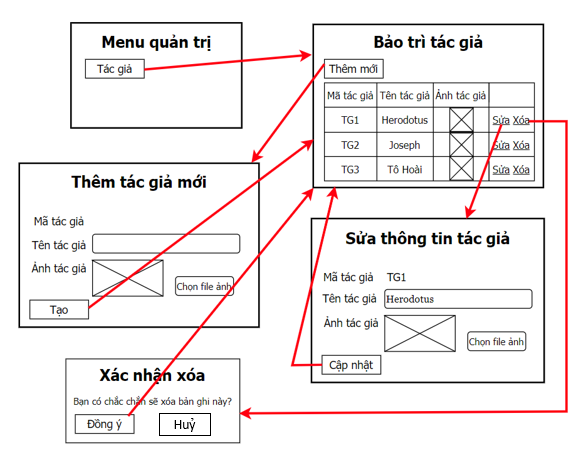 Menu quản trị
Tác giả
Bảo trì tác giả
Thêm mới
Mã tác giả Tên tác giả Ảnh tác giả
TG1 Herodotus Sửa Xóa
TG2 Joseph Sửa Xóa
TG3 Tô Hoài Sửa Xóa
Thêm tác giả mới
Mã tác giả
Tên tác giả
Ảnh tác giả
Chọn file ảnh
Tạo
Sửa thông tin tác giả
Mã tác giả TG1
Tên tác giả Herodotus
Ảnh tác giả
Chọn file ảnh
Cập nhật
Xác nhận xóa
Bạn có chắc chắn sẽ xóa bản ghi này?
Đồng ý Huỷ